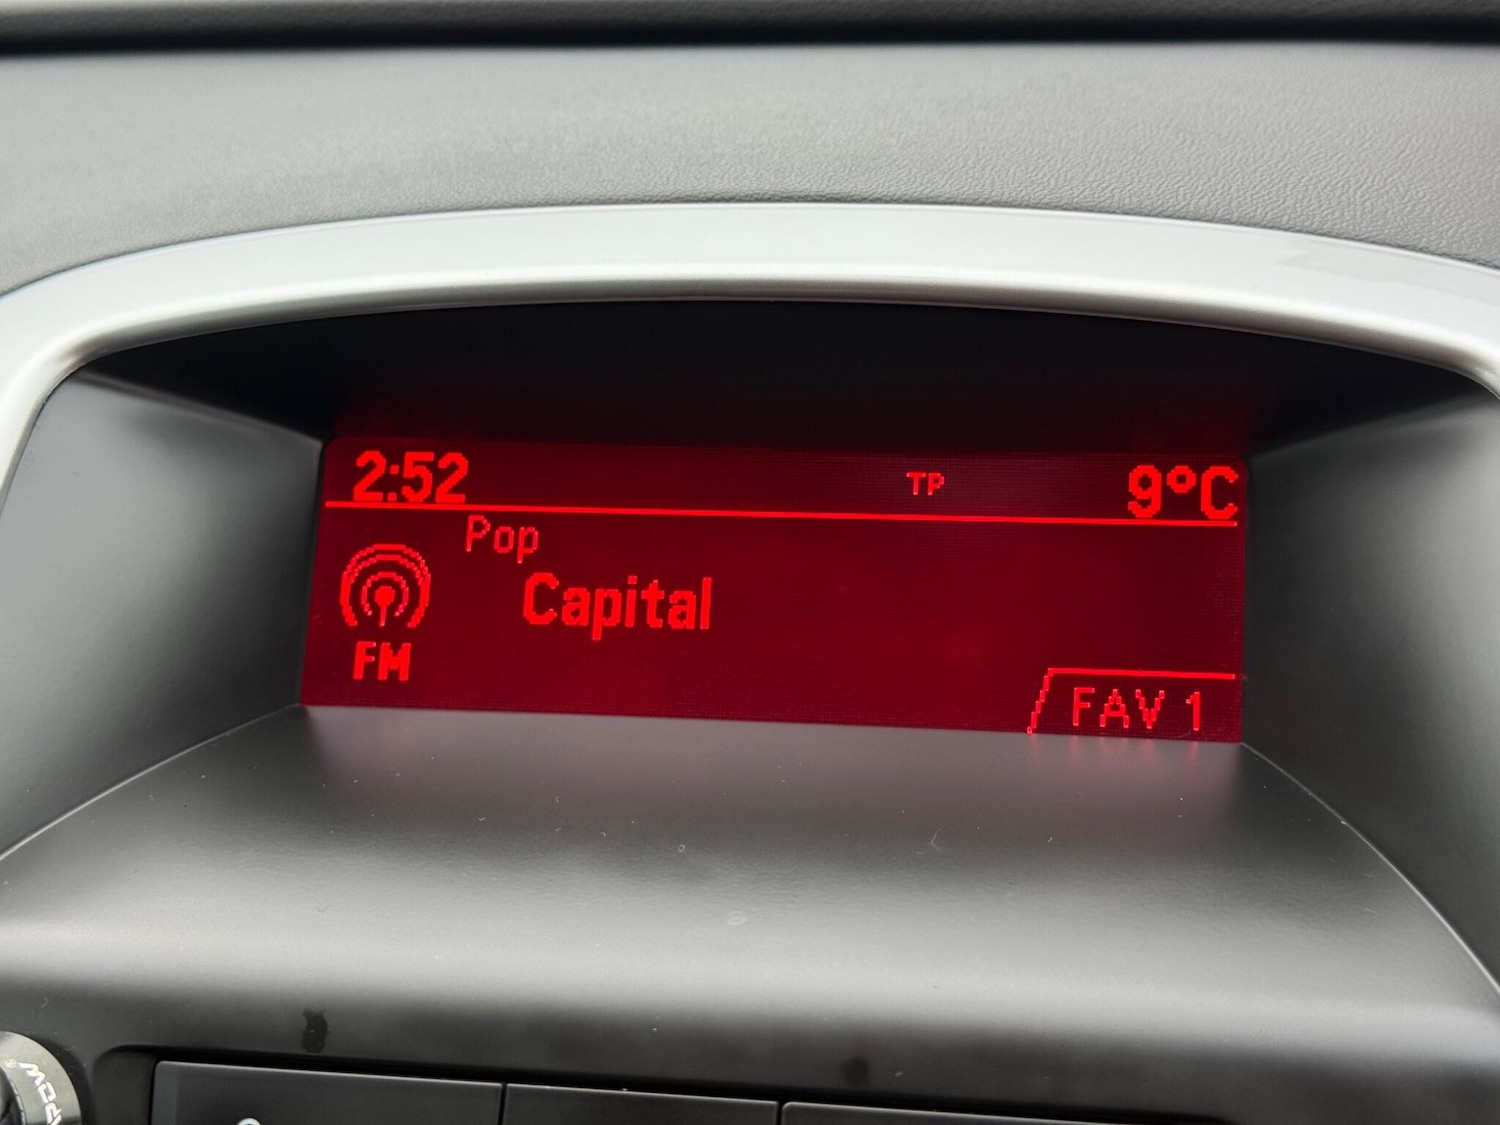 2:52 TP 9°C
Pop
Capital
FM
FAV 1